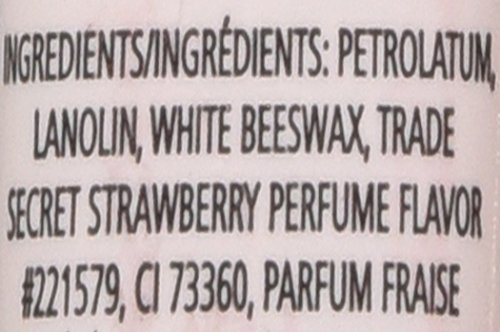 INGREDIENTS/INGRÉDIENTS: PETROLATUM,
LANOLIN, WHITE BEESWAX, TRADE
SECRET STRAWBERRY PERFUME FLAVOR
#221579, CI 73360, PARFUM FRAISE